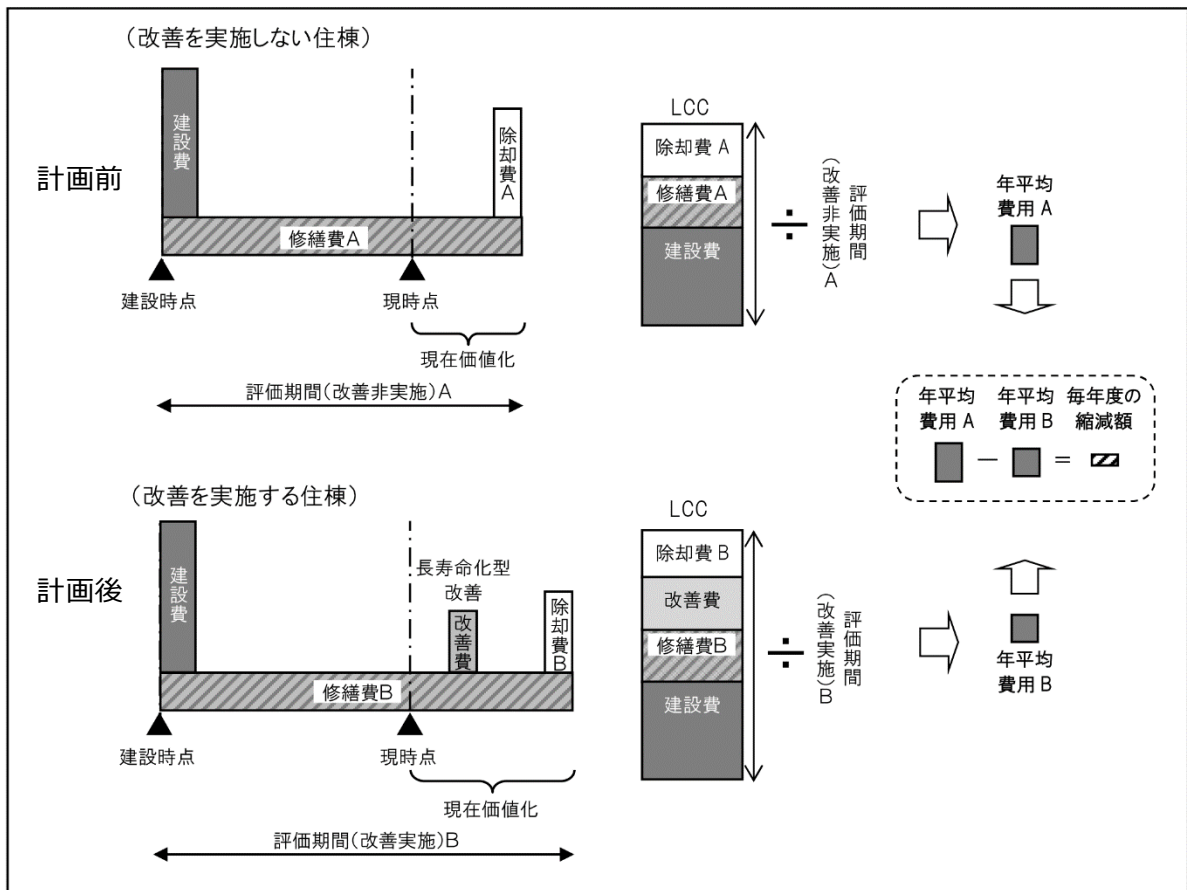 （改善を実施しない住棟）
計画前
建設費
除却費A
修繕費A
建設時点
現時点
現在価値化
評価期間(改善非実施)A
LCC
除却費 A
修繕費A
建設費
÷
評価期間
(改善非実施)A
年平均
費用 A
年平均
費用 A
年平均
費用 B
毎年度の
縮減額
－ ＝
（改善を実施する住棟）
計画後
建設費
長寿命化型
改善
改善費
除却費B
修繕費B
建設時点
現時点
現在価値化
評価期間(改善実施)B
LCC
除却費 B
改善費
修繕費B
建設費
÷
評価期間
(改善実施)B
年平均
費用 B